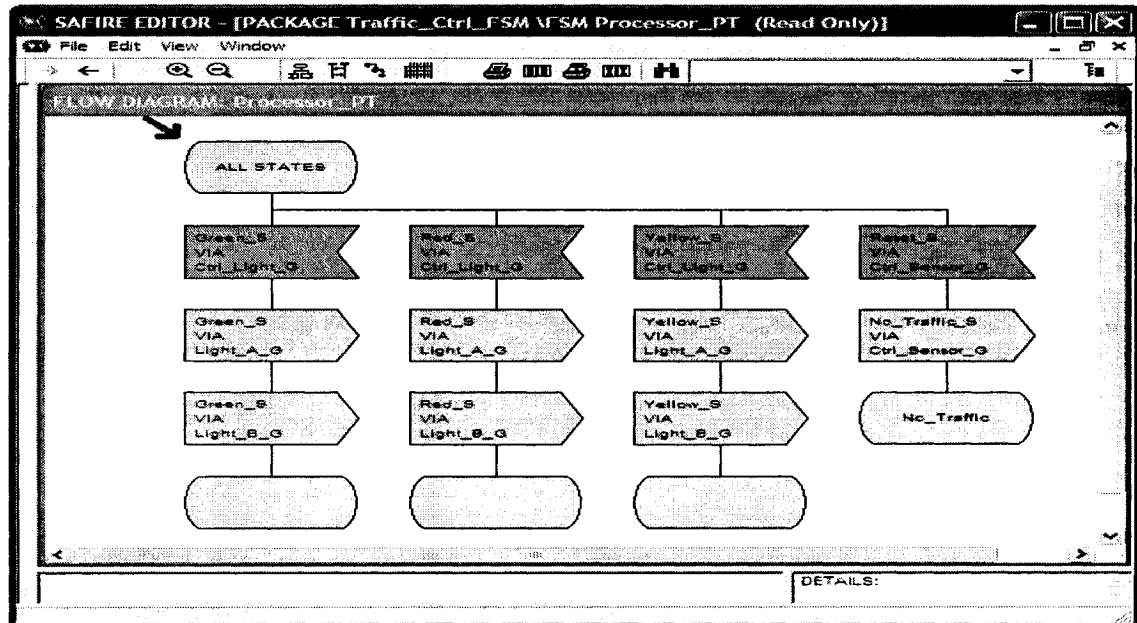 SAFIRE EDITOR - [PACKAGE Traffic_Ctrl_FSM \FSM Processor_PT (Read Only)]
File Edit View Window
FLOW DIAGRAM: Processor_PT
ALL STATES
Green_S
VIA
Ctrl_Light_G
Red_S
VIA
Ctrl_Light_G
Yellow_S
VIA
Ctrl_Light_G
Reset_S
VIA
Ctrl_Sensor_G
Green_S
VIA
Light_A_G
Red_S
VIA
Light_A_G
Yellow_S
VIA
Light_A_G
No_Traffic_S
VIA
Ctrl_Sensor_G
Green_S
VIA
Light_B_G
Red_S
VIA
Light_B_G
Yellow_S
VIA
Light_B_G
No_Traffic
DETAILS: